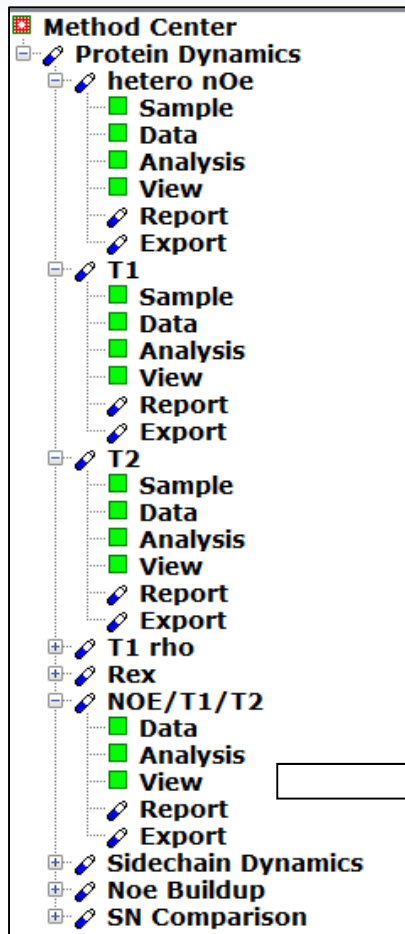 Method Center
Protein Dynamics
hetero nOe
Sample
Data
Analysis
View
Report
Export
T1
Sample
Data
Analysis
View
Report
Export
T2
Sample
Data
Analysis
View
Report
Export
T1 rho
Rex
NOE/T1/T2
Data
Analysis
View
Report
Export
Sidechain Dynamics
Noe Buildup
SN Comparison